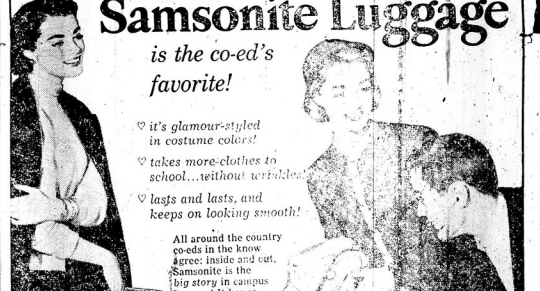 Samsonite Luggage
is the co-ed's
favorite!
♡ it's glamour-styled
in costume colors!
♡ takes more clothes to
school...without wrinkles!
♡ lasts and lasts, and
keeps on looking smooth!
All around the country
co-eds in the know
agree: inside and out,
Samsonite is the
big story in campus